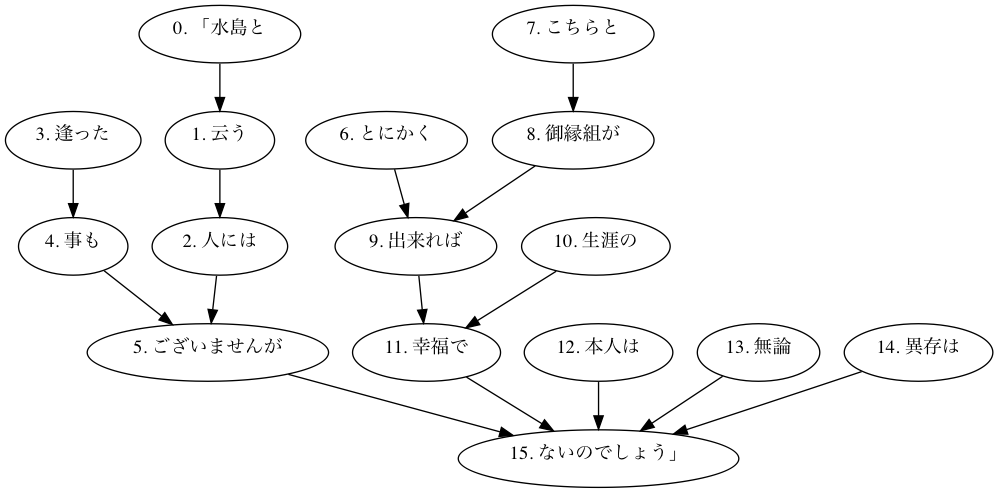 0. 「水島と
7. こちらと
3. 逢った
1. 云う
6. とにかく
8. 御縁組が
4. 事も
2. 人には
9. 出来れば
10. 生涯の
5. ございませんが
11. 幸福で
12. 本人は
13. 無論
14. 異存は
15. ないのでしょう」